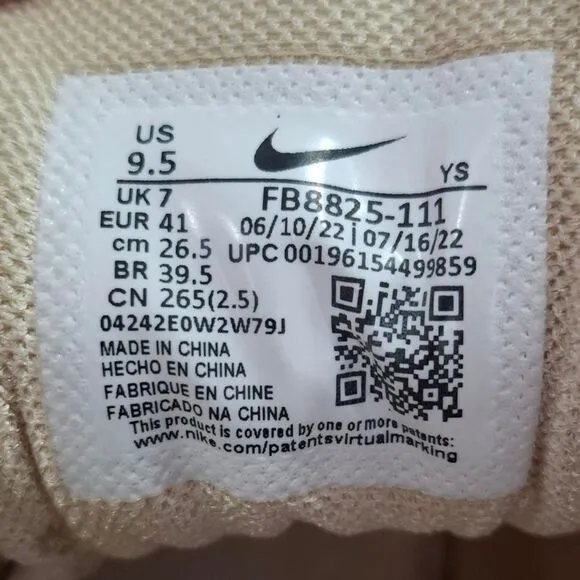 US
9.5
YS
UK 7
FB8825-111
EUR 41
06/10/22 | 07/16/22
cm 26.5
UPC 00196154499859
BR 39.5
CN 265(2.5)
04242E0W2W79J
MADE IN CHINA
HECHO EN CHINA
FABRIQUE EN CHINE
FABRICADO NA CHINA
This product is covered by one or more patents:
www.nike.com/patentsvirtualmarking